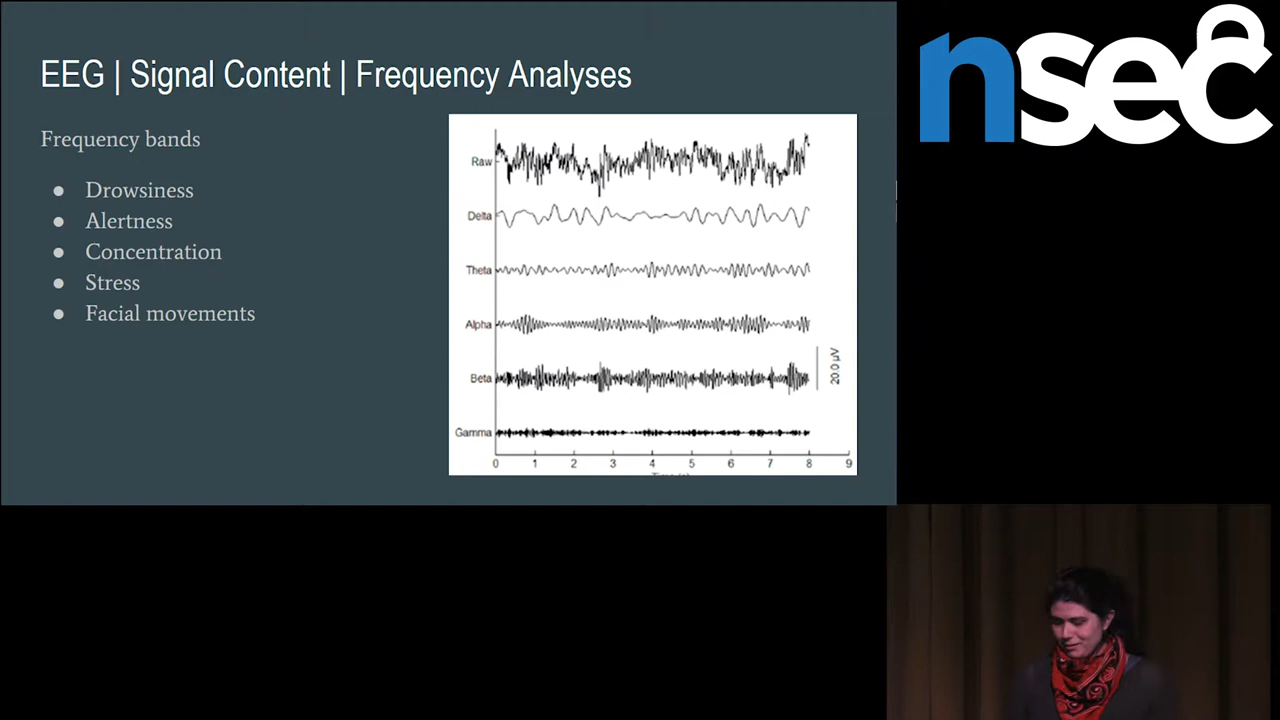 EEG | Signal Content | Frequency Analyses
nsec
Frequency bands
● Drowsiness
● Alertness
● Concentration
● Stress
● Facial movements
Raw
Delta
Theta
Alpha
Beta
Gamma
20.0 µV
0 1 2 3 4 5 6 7 8 9